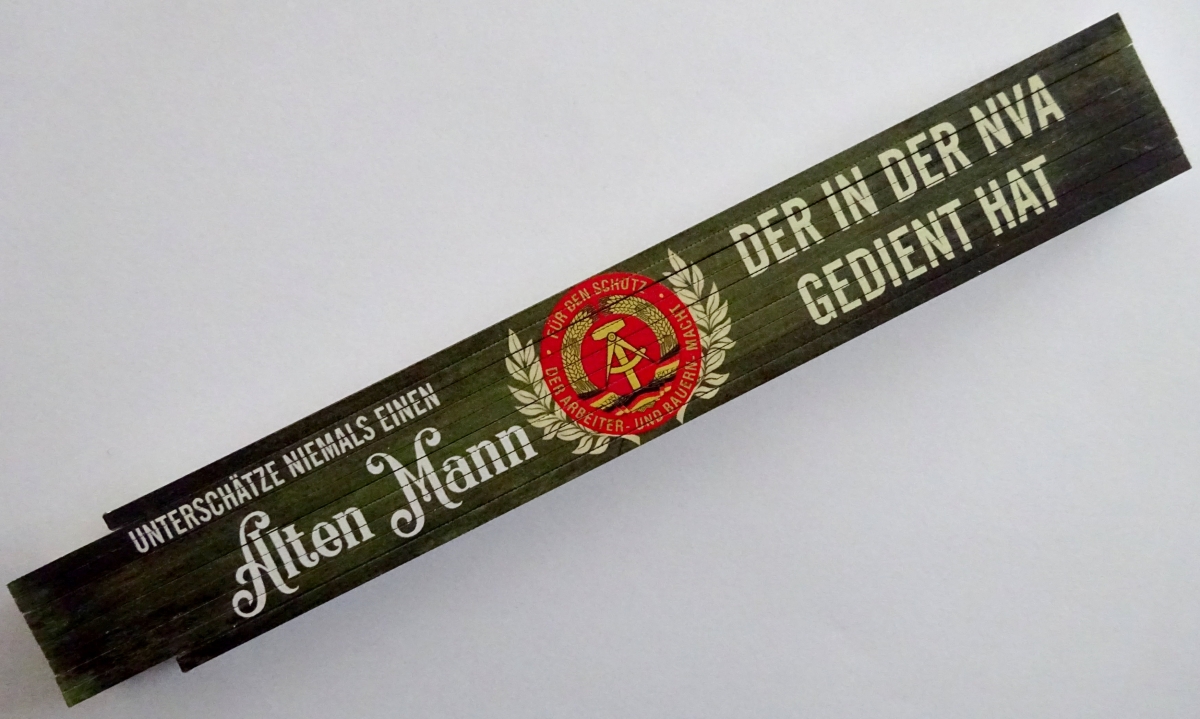 UNTERSCHÄTZE NIEMALS EINEN
Alten Mann
FÜR DEN SCHUTZ
DER ARBEITER- UND BAUERN-MACHT
DER IN DER NVA
GEDIENT HAT